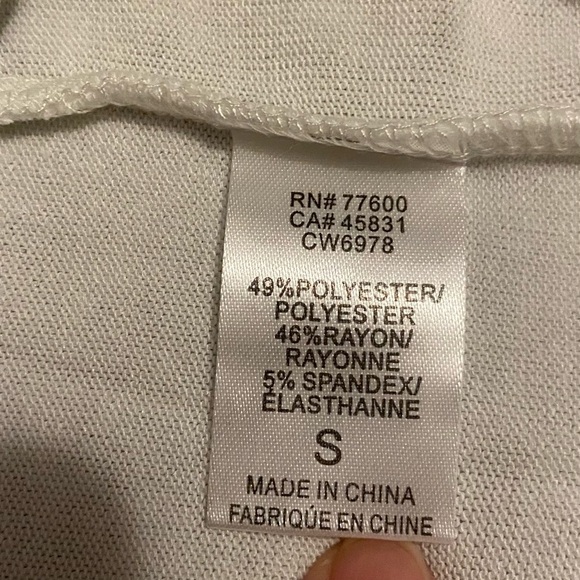 RN# 77600
CA# 45831
CW6978
49%POLYESTER/
POLYESTER
46%RAYON/
RAYONNE
5% SPANDEX/
ÉLASTHANNE
S
MADE IN CHINA
FABRIQÚE EN CHINE